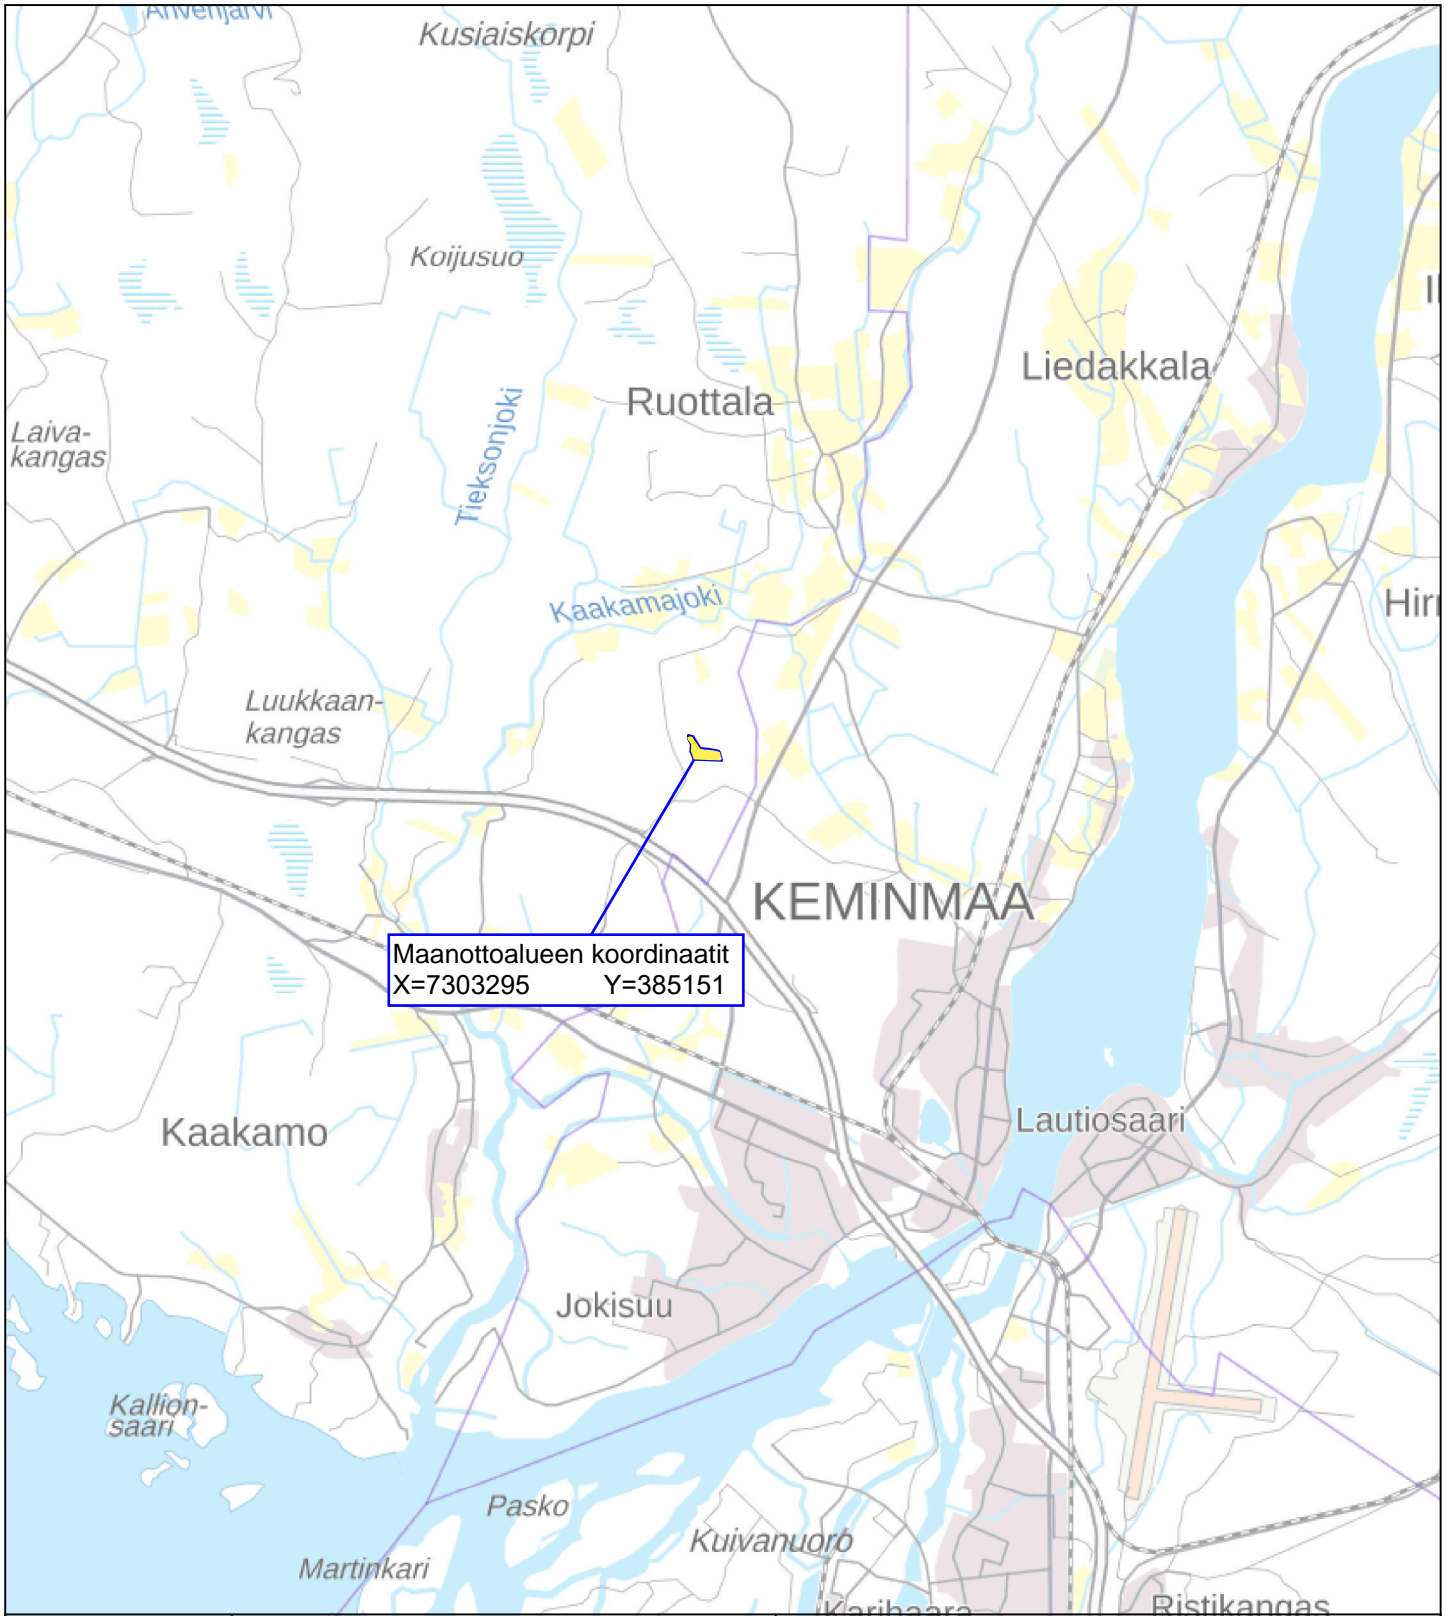 Ahvenjärvi
Kusiaiskorpi
Koijusuo
Liedakkala
Ruottala
Tieksonjoki
Laiva-
kangas
Kaakamajoki
Luukkaan-
kangas
KEMINMAA
Maanottoalueen koordinaatit
X=7303295 Y=385151
Kaakamo
Lautiosaari
Jokisuu
Kallion-
saari
Pasko
Kuivanuoro
Martinkari
Karihaara
Ristikangas